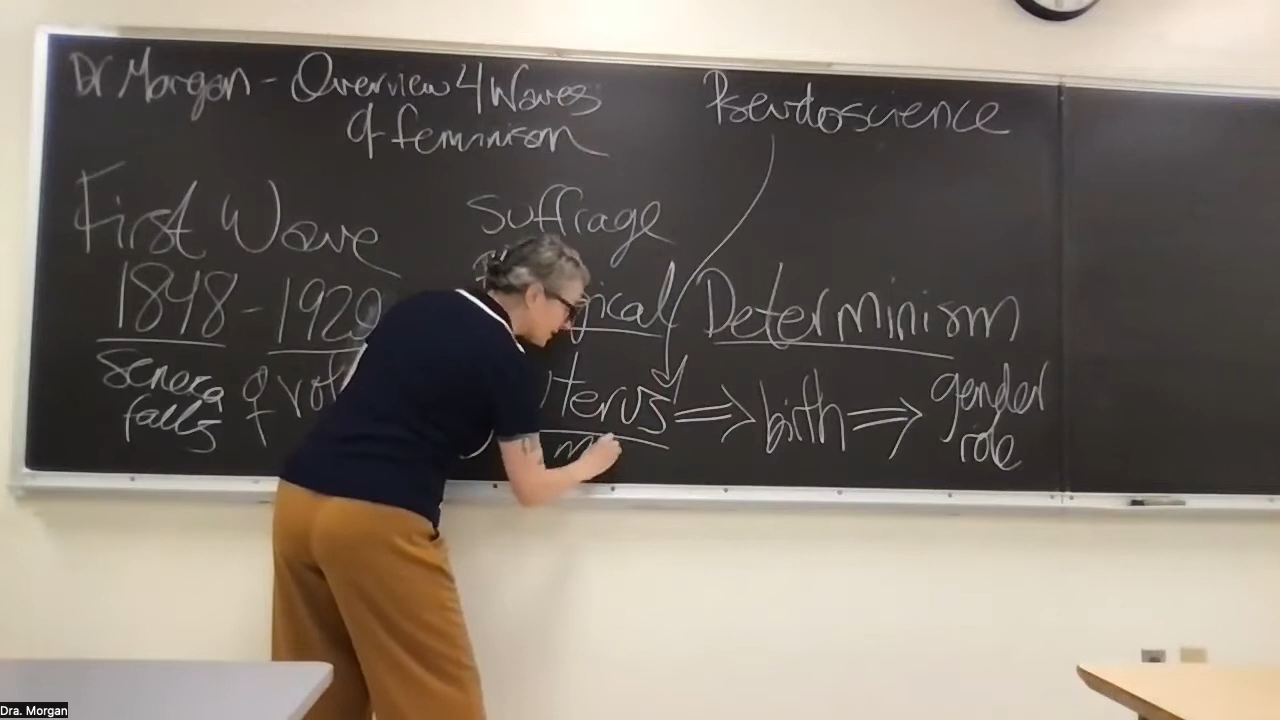 Dr Morgan - Overview 4 Waves
of feminism
Pseudoscience
First Wave
1848 - 1920
Seneca
falls
♀
Suffrage
Determinism
uterus ⇒ birth ⇒ gender
role
Dra. Morgan